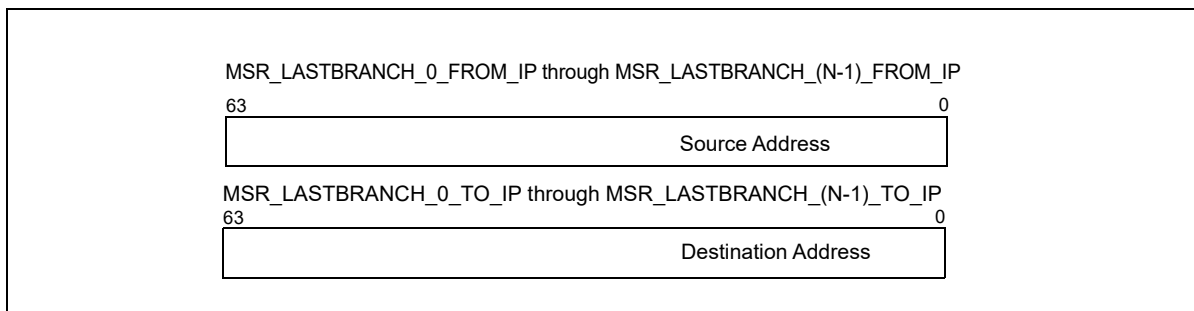 MSR_LASTBRANCH_0_FROM_IP through MSR_LASTBRANCH_(N-1)_FROM_IP
63 0
Source Address
MSR_LASTBRANCH_0_TO_IP through MSR_LASTBRANCH_(N-1)_TO_IP
63 0
Destination Address